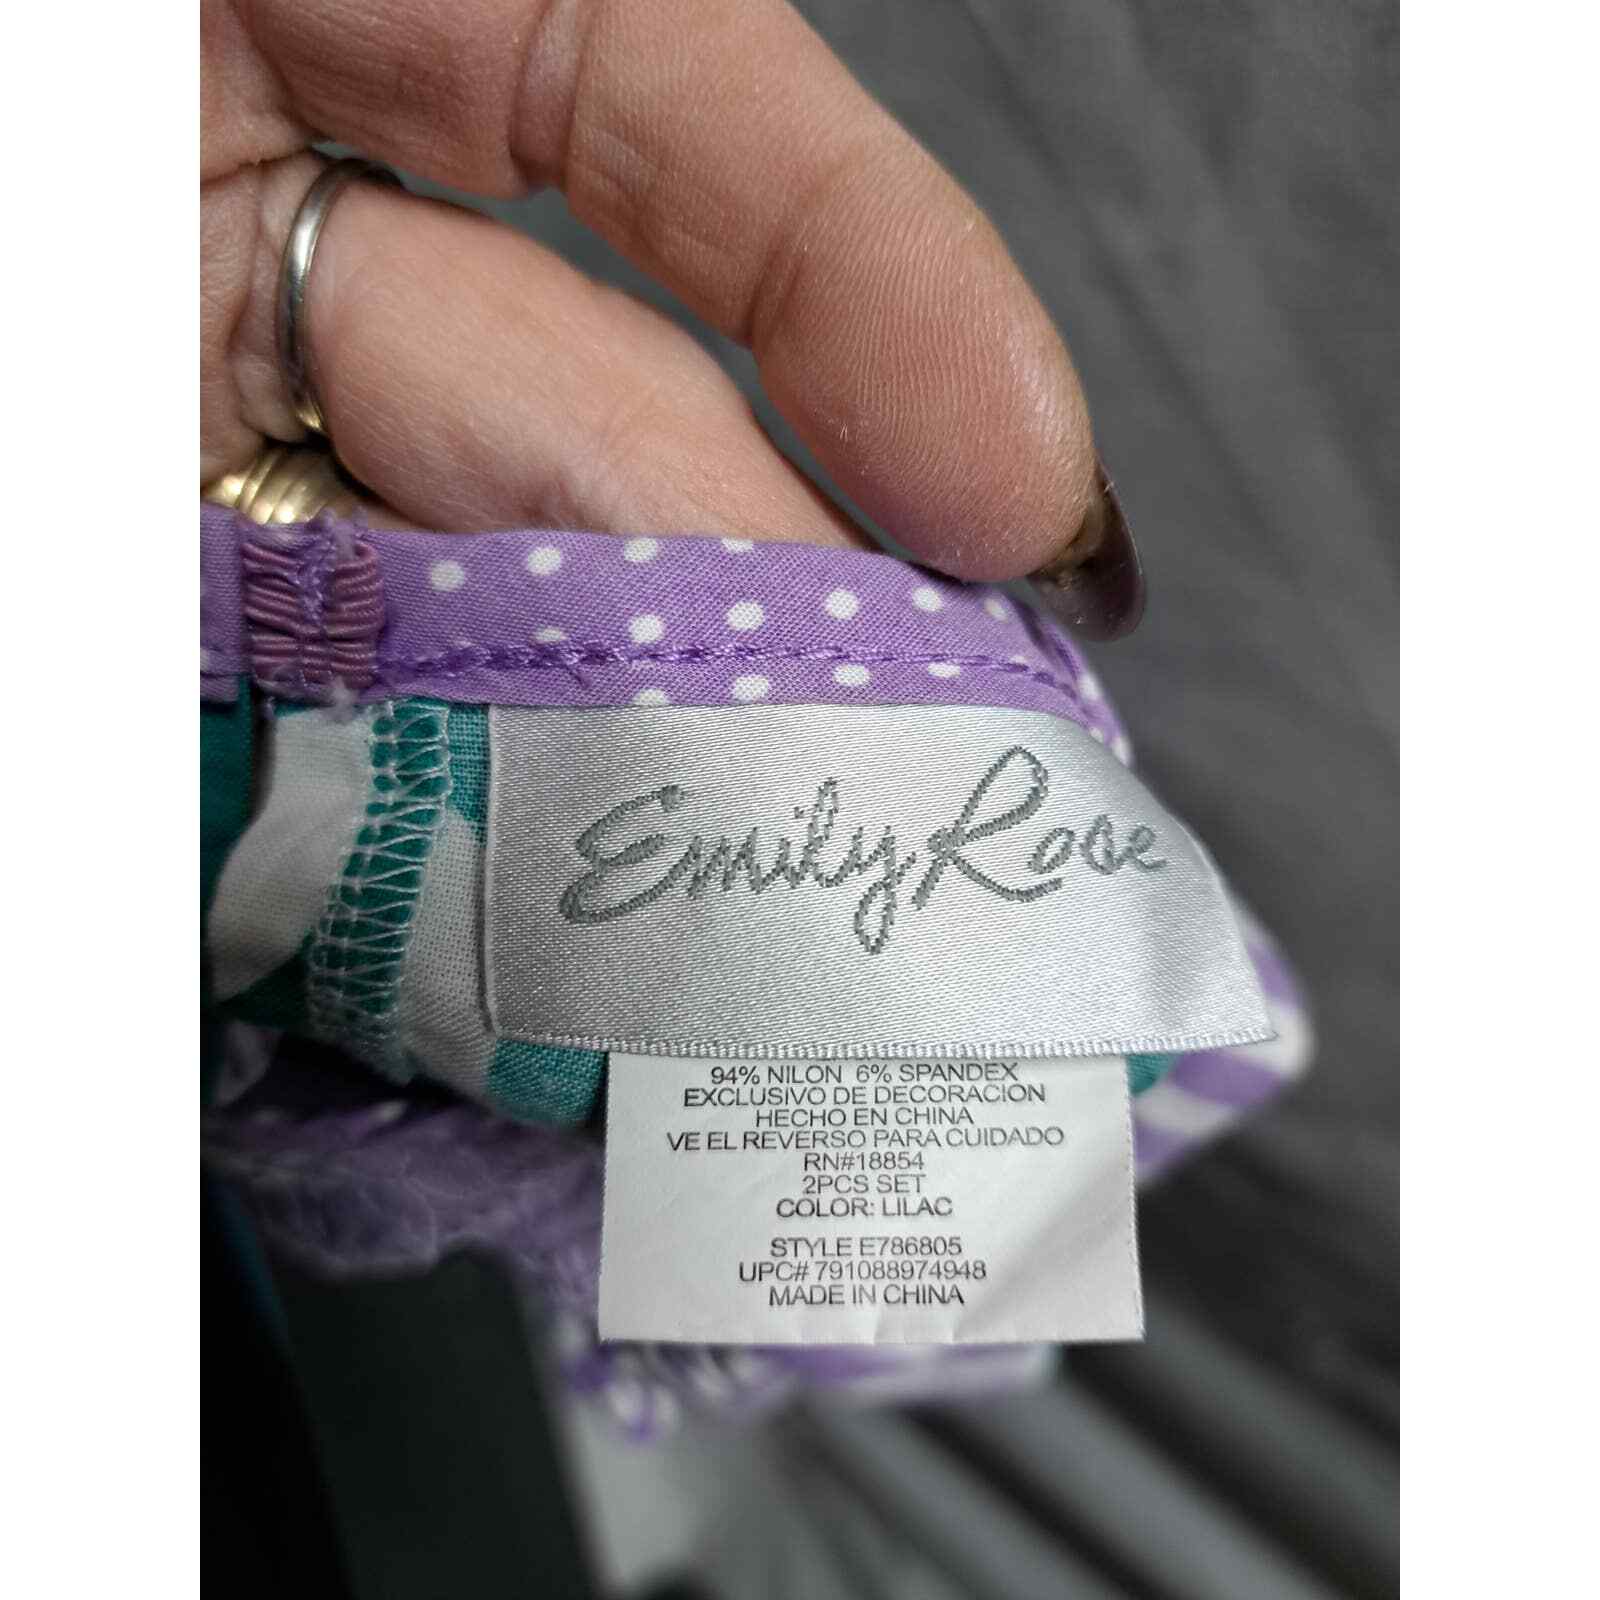 Emily Rose
94% NILON 6% SPANDEX
EXCLUSIVO DE DECORACION
HECHO EN CHINA
VE EL REVERSO PARA CUIDADO
RN#18854
2PCS SET
COLOR: LILAC
STYLE E786805
UPC# 791088974948
MADE IN CHINA